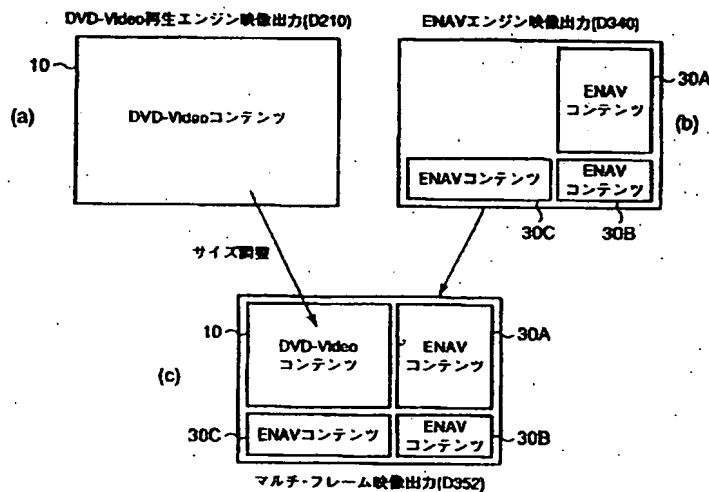 DVD-Video再生エンジン映像出力(D210)
ENAVエンジン映像出力(D340)
10
(a)
DVD-Videoコンテンツ
ENAV
コンテンツ
30A
(b)
ENAVコンテンツ
ENAV
コンテンツ
30C
30B
サイズ調整
10
DVD-Video
コンテンツ
ENAV
コンテンツ
30A
(c)
30C
ENAVコンテンツ
ENAV
コンテンツ
30B
マルチ・フレーム映像出力(D352)